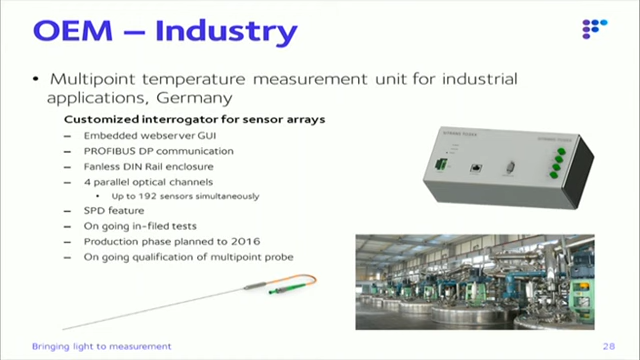 OEM – Industry
• Multipoint temperature measurement unit for industrial
applications, Germany
Customized interrogator for sensor arrays
– Embedded webserver GUI
– PROFIBUS DP communication
– Fanless DIN Rail enclosure
– 4 parallel optical channels
• Up to 192 sensors simultaneously
– SPD feature
– On going in-filed tests
– Production phase planned to 2016
– On going qualification of multipoint probe
Bringing light to measurement
28